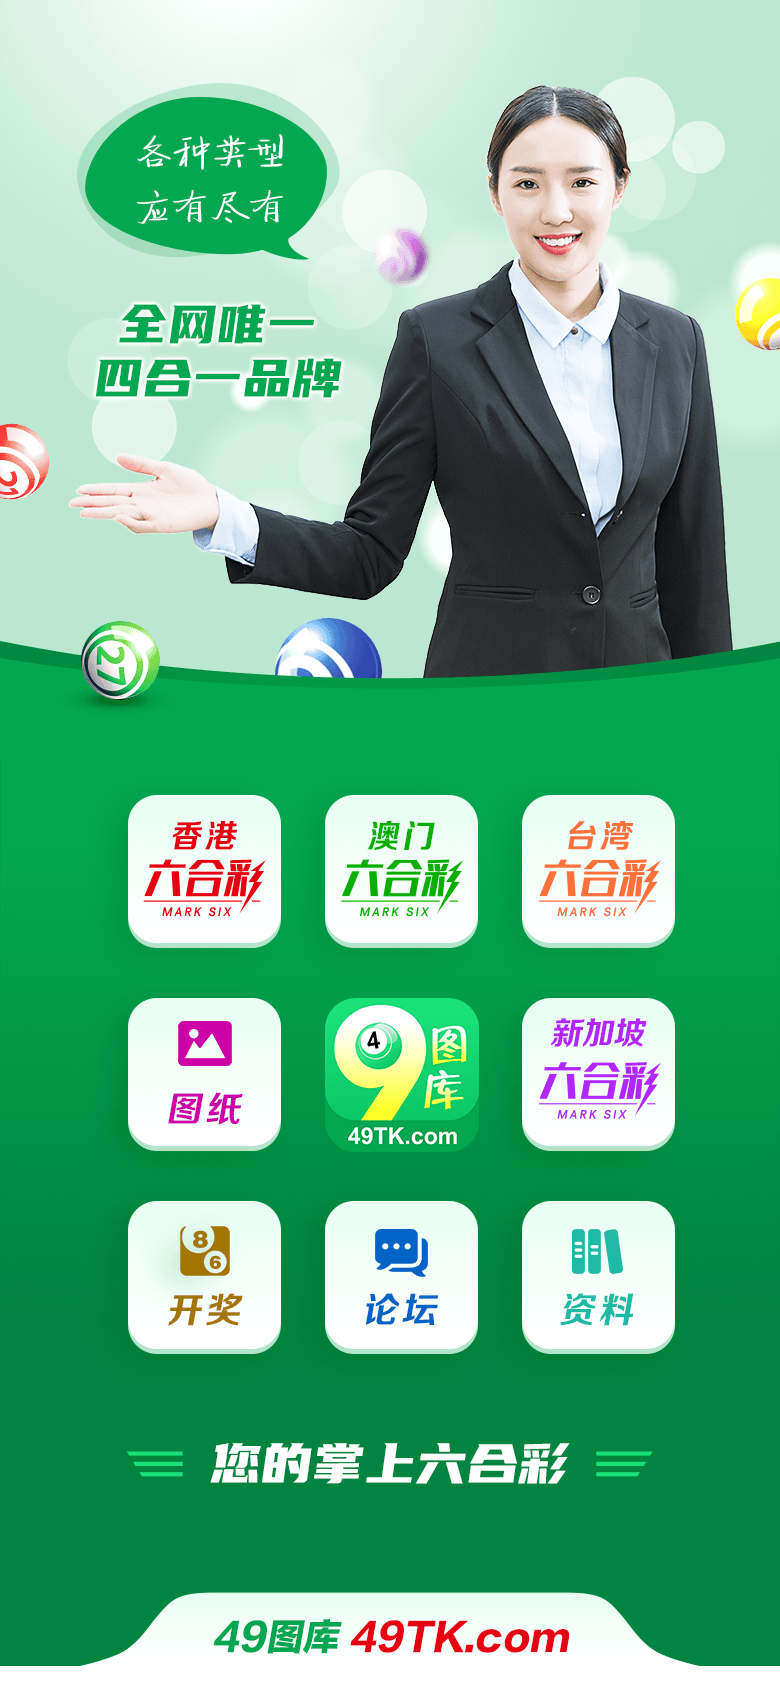 各种类型
应有尽有
全网唯一
四合一品牌
27
香港
六合彩
MARK SIX
澳门
六合彩
MARK SIX
台湾
六合彩
MARK SIX
图纸
4
9
图
库
49TK.com
新加坡
六合彩
MARK SIX
8
6
开奖
论坛
资料
您的掌上六合彩
49图库 49TK.com